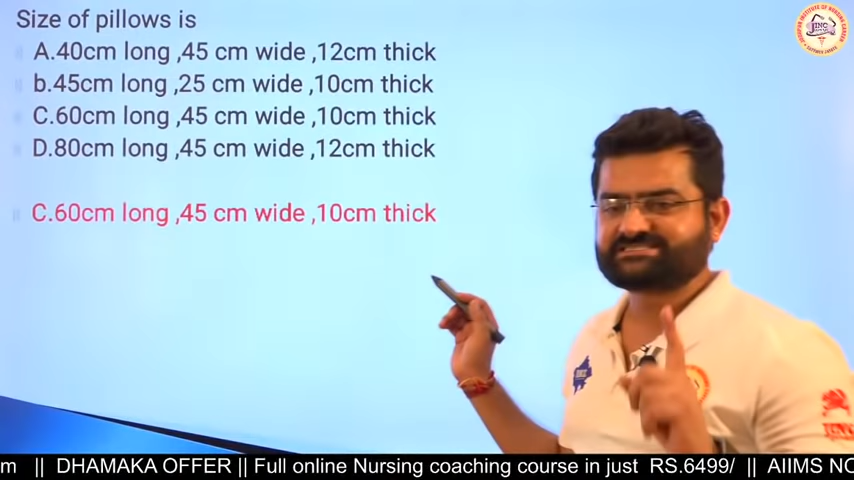 Size of pillows is
A.40cm long ,45 cm wide ,12cm thick
b.45cm long ,25 cm wide ,10cm thick
C.60cm long ,45 cm wide ,10cm thick
D.80cm long ,45 cm wide ,12cm thick
C.60cm long ,45 cm wide ,10cm thick
JINC
m || DHAMAKA OFFER || Full online Nursing coaching course in just RS.6499/ || AIIMS NO